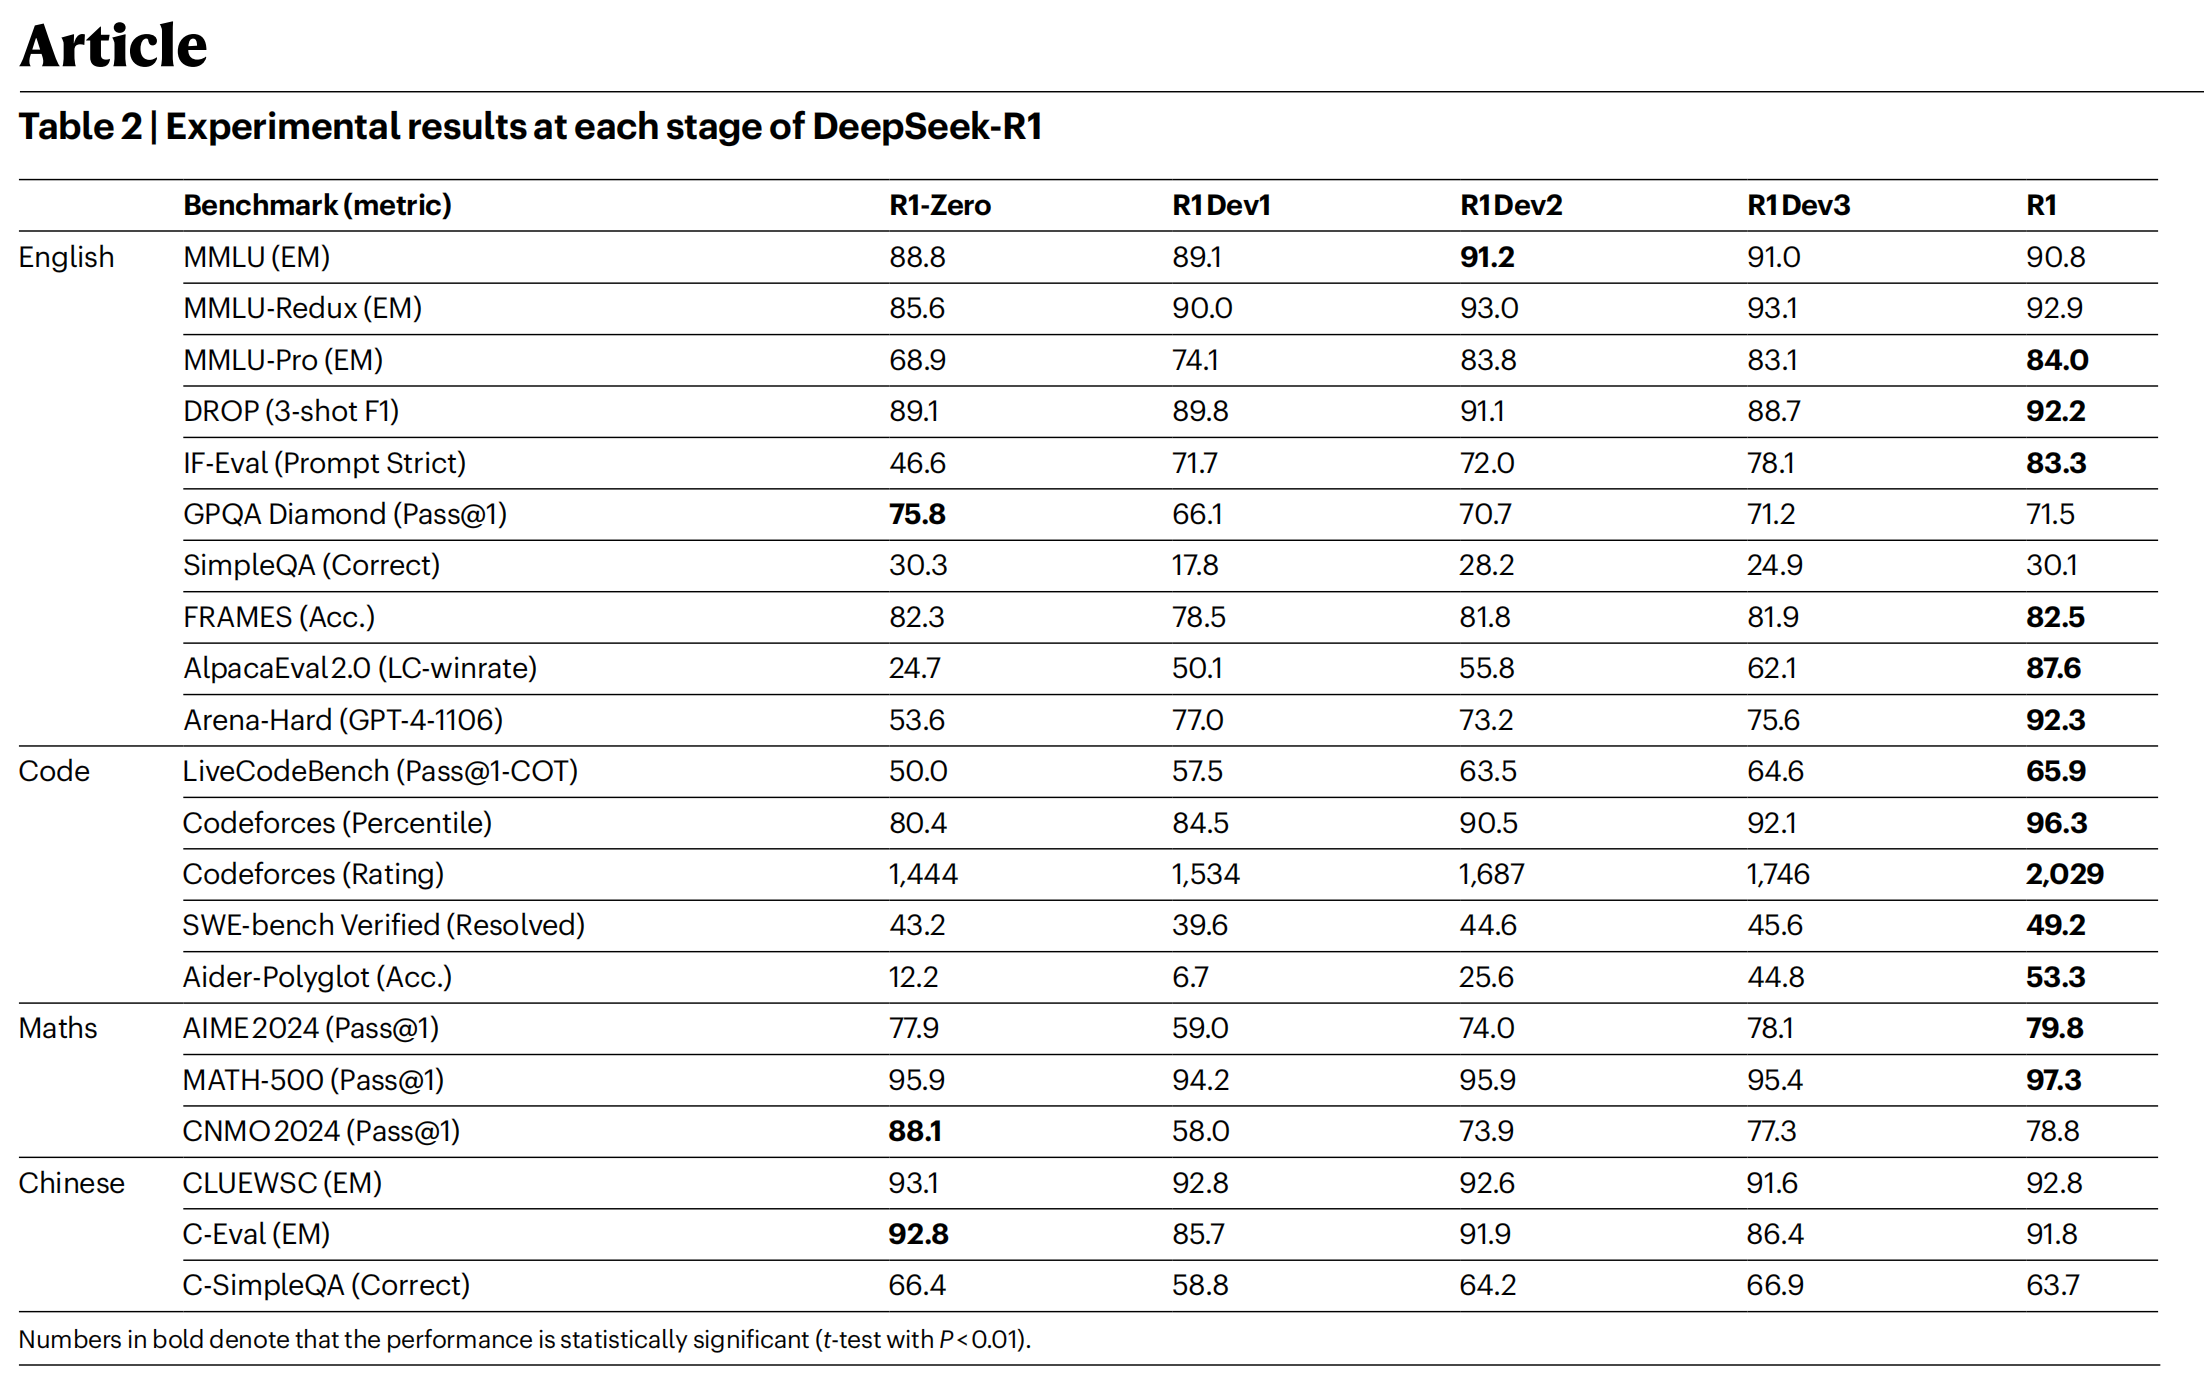 Article
Table 2 | Experimental results at each stage of DeepSeek-R1
Benchmark (metric) R1-Zero R1 Dev1 R1 Dev2 R1 Dev3 R1
English MMLU (EM) 88.8 89.1 91.2 91.0 90.8
MMLU-Redux (EM) 85.6 90.0 93.0 93.1 92.9
MMLU-Pro (EM) 68.9 74.1 83.8 83.1 84.0
DROP (3-shot F1) 89.1 89.8 91.1 88.7 92.2
IF-Eval (Prompt Strict) 46.6 71.7 72.0 78.1 83.3
GPQA Diamond (Pass@1) 75.8 66.1 70.7 71.2 71.5
SimpleQA (Correct) 30.3 17.8 28.2 24.9 30.1
FRAMES (Acc.) 82.3 78.5 81.8 81.9 82.5
AlpacaEval 2.0 (LC-winrate) 24.7 50.1 55.8 62.1 87.6
Arena-Hard (GPT-4-1106) 53.6 77.0 73.2 75.6 92.3
Code LiveCodeBench (Pass@1-COT) 50.0 57.5 63.5 64.6 65.9
Codeforces (Percentile) 80.4 84.5 90.5 92.1 96.3
Codeforces (Rating) 1,444 1,534 1,687 1,746 2,029
SWE-bench Verified (Resolved) 43.2 39.6 44.6 45.6 49.2
Aider-Polyglot (Acc.) 12.2 6.7 25.6 44.8 53.3
Maths AIME 2024 (Pass@1) 77.9 59.0 74.0 78.1 79.8
MATH-500 (Pass@1) 95.9 94.2 95.9 95.4 97.3
CNMO 2024 (Pass@1) 88.1 58.0 73.9 77.3 78.8
Chinese CLUEWSC (EM) 93.1 92.8 92.6 91.6 92.8
C-Eval (EM) 92.8 85.7 91.9 86.4 91.8
C-SimpleQA (Correct) 66.4 58.8 64.2 66.9 63.7
Numbers in bold denote that the performance is statistically significant (t-test with P < 0.01).